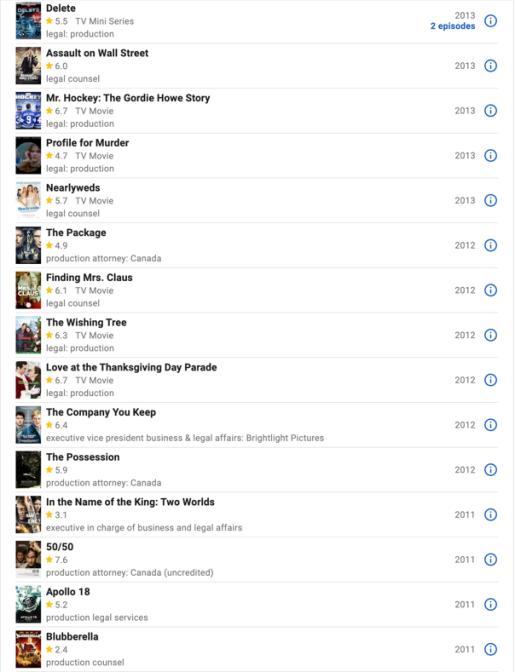 Delete
5.5 TV Mini Series
legal: production
2013
2 episodes
Assault on Wall Street
6.0
legal counsel
2013
Mr. Hockey: The Gordie Howe Story
6.7 TV Movie
legal: production
2013
Profile for Murder
4.7 TV Movie
legal: production
2013
Nearlyweds
5.7 TV Movie
legal counsel
2013
The Package
4.9
production attorney: Canada
2012
Finding Mrs. Claus
6.1 TV Movie
legal counsel
2012
The Wishing Tree
6.3 TV Movie
legal: production
2012
Love at the Thanksgiving Day Parade
6.7 TV Movie
legal: production
2012
The Company You Keep
6.4
executive vice president business & legal affairs: Brightlight Pictures
2012
The Possession
5.9
production attorney: Canada
2012
In the Name of the King: Two Worlds
3.1
executive in charge of business and legal affairs
2011
50/50
7.6
production attorney: Canada (uncredited)
2011
Apollo 18
5.2
production legal services
2011
Blubberella
2.4
production counsel
2011